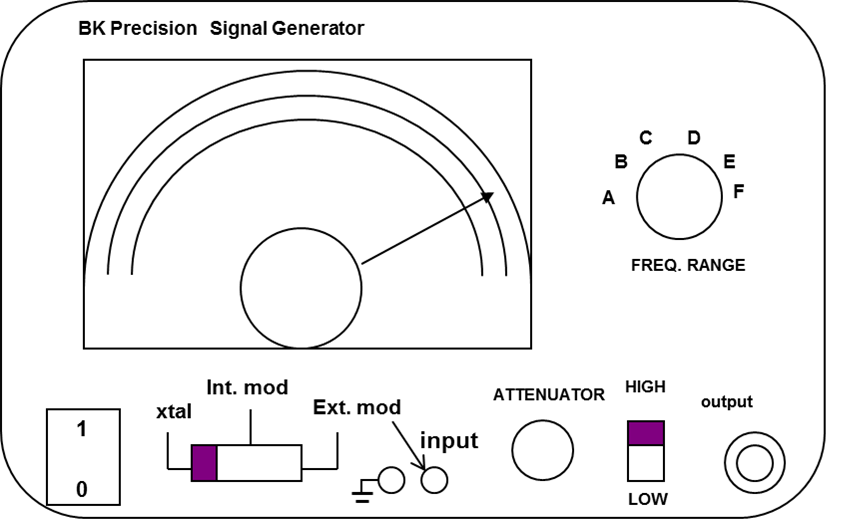 BK Precision Signal Generator
C D
B E
A F
FREQ. RANGE
Int. mod
xtal
Ext. mod
input
ATTENUATOR
HIGH
LOW
output
1
0